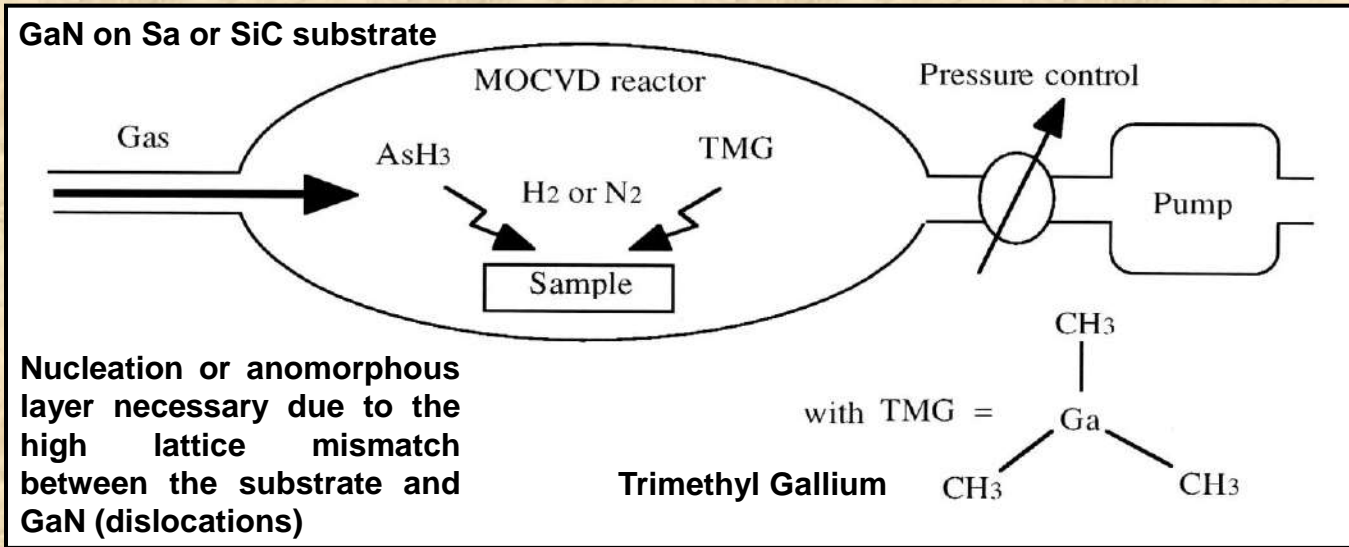 GaN on Sa or SiC substrate
MOCVD reactor
Pressure control
Gas
AsH3
TMG
H2 or N2
Pump
Sample
CH3
Nucleation or anomorphous
layer necessary due to the
high lattice mismatch
between the substrate and
GaN (dislocations)
with TMG =
Ga
Trimethyl Gallium
CH3
CH3